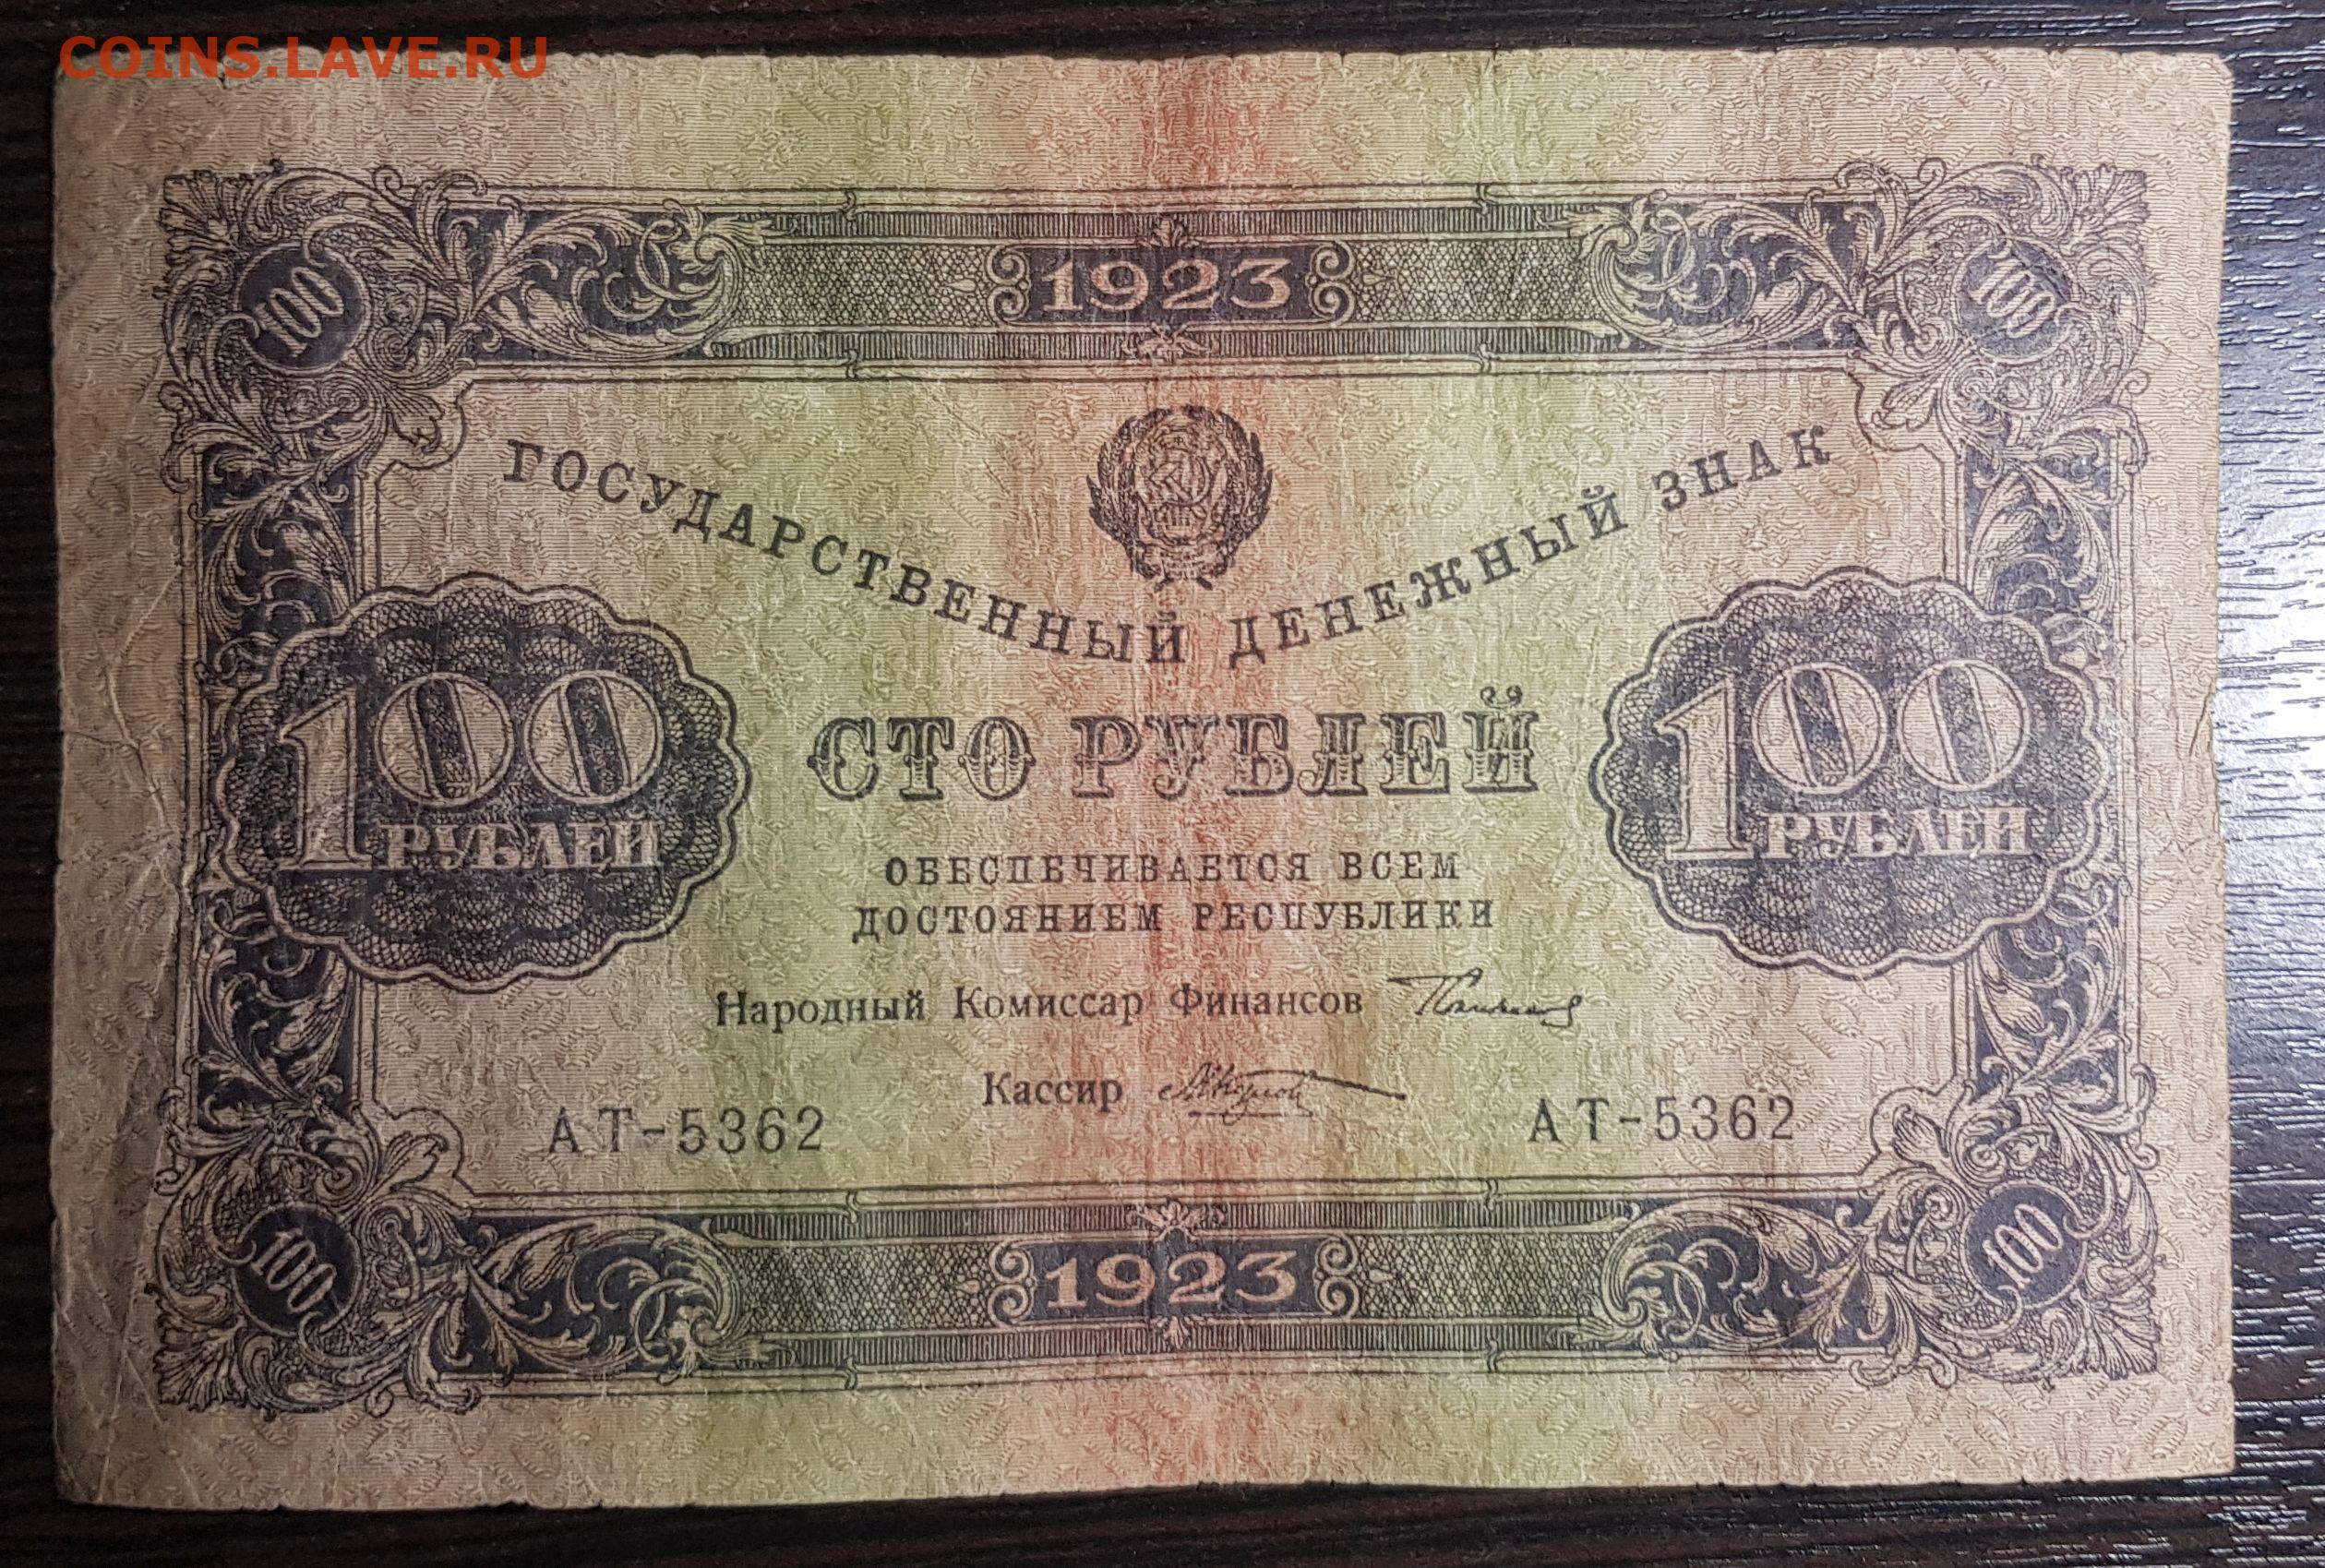 COINS.LAVE.RU
1923
100 100
ГОСУДАРСТВЕННЫЙ ДЕНЕЖНЫЙ ЗНАК
100 РУБЛЕЙ
СТО РУБЛЕЙ
100 РУБЛЕЙ
ОБЕСПЕЧИВАЕТСЯ ВСЕМ
ДОСТОЯНИЕМ РЕСПУБЛИКИ
Народный Комиссар Финансов
Кассир
АТ-5362 АТ-5362
100 100
1923